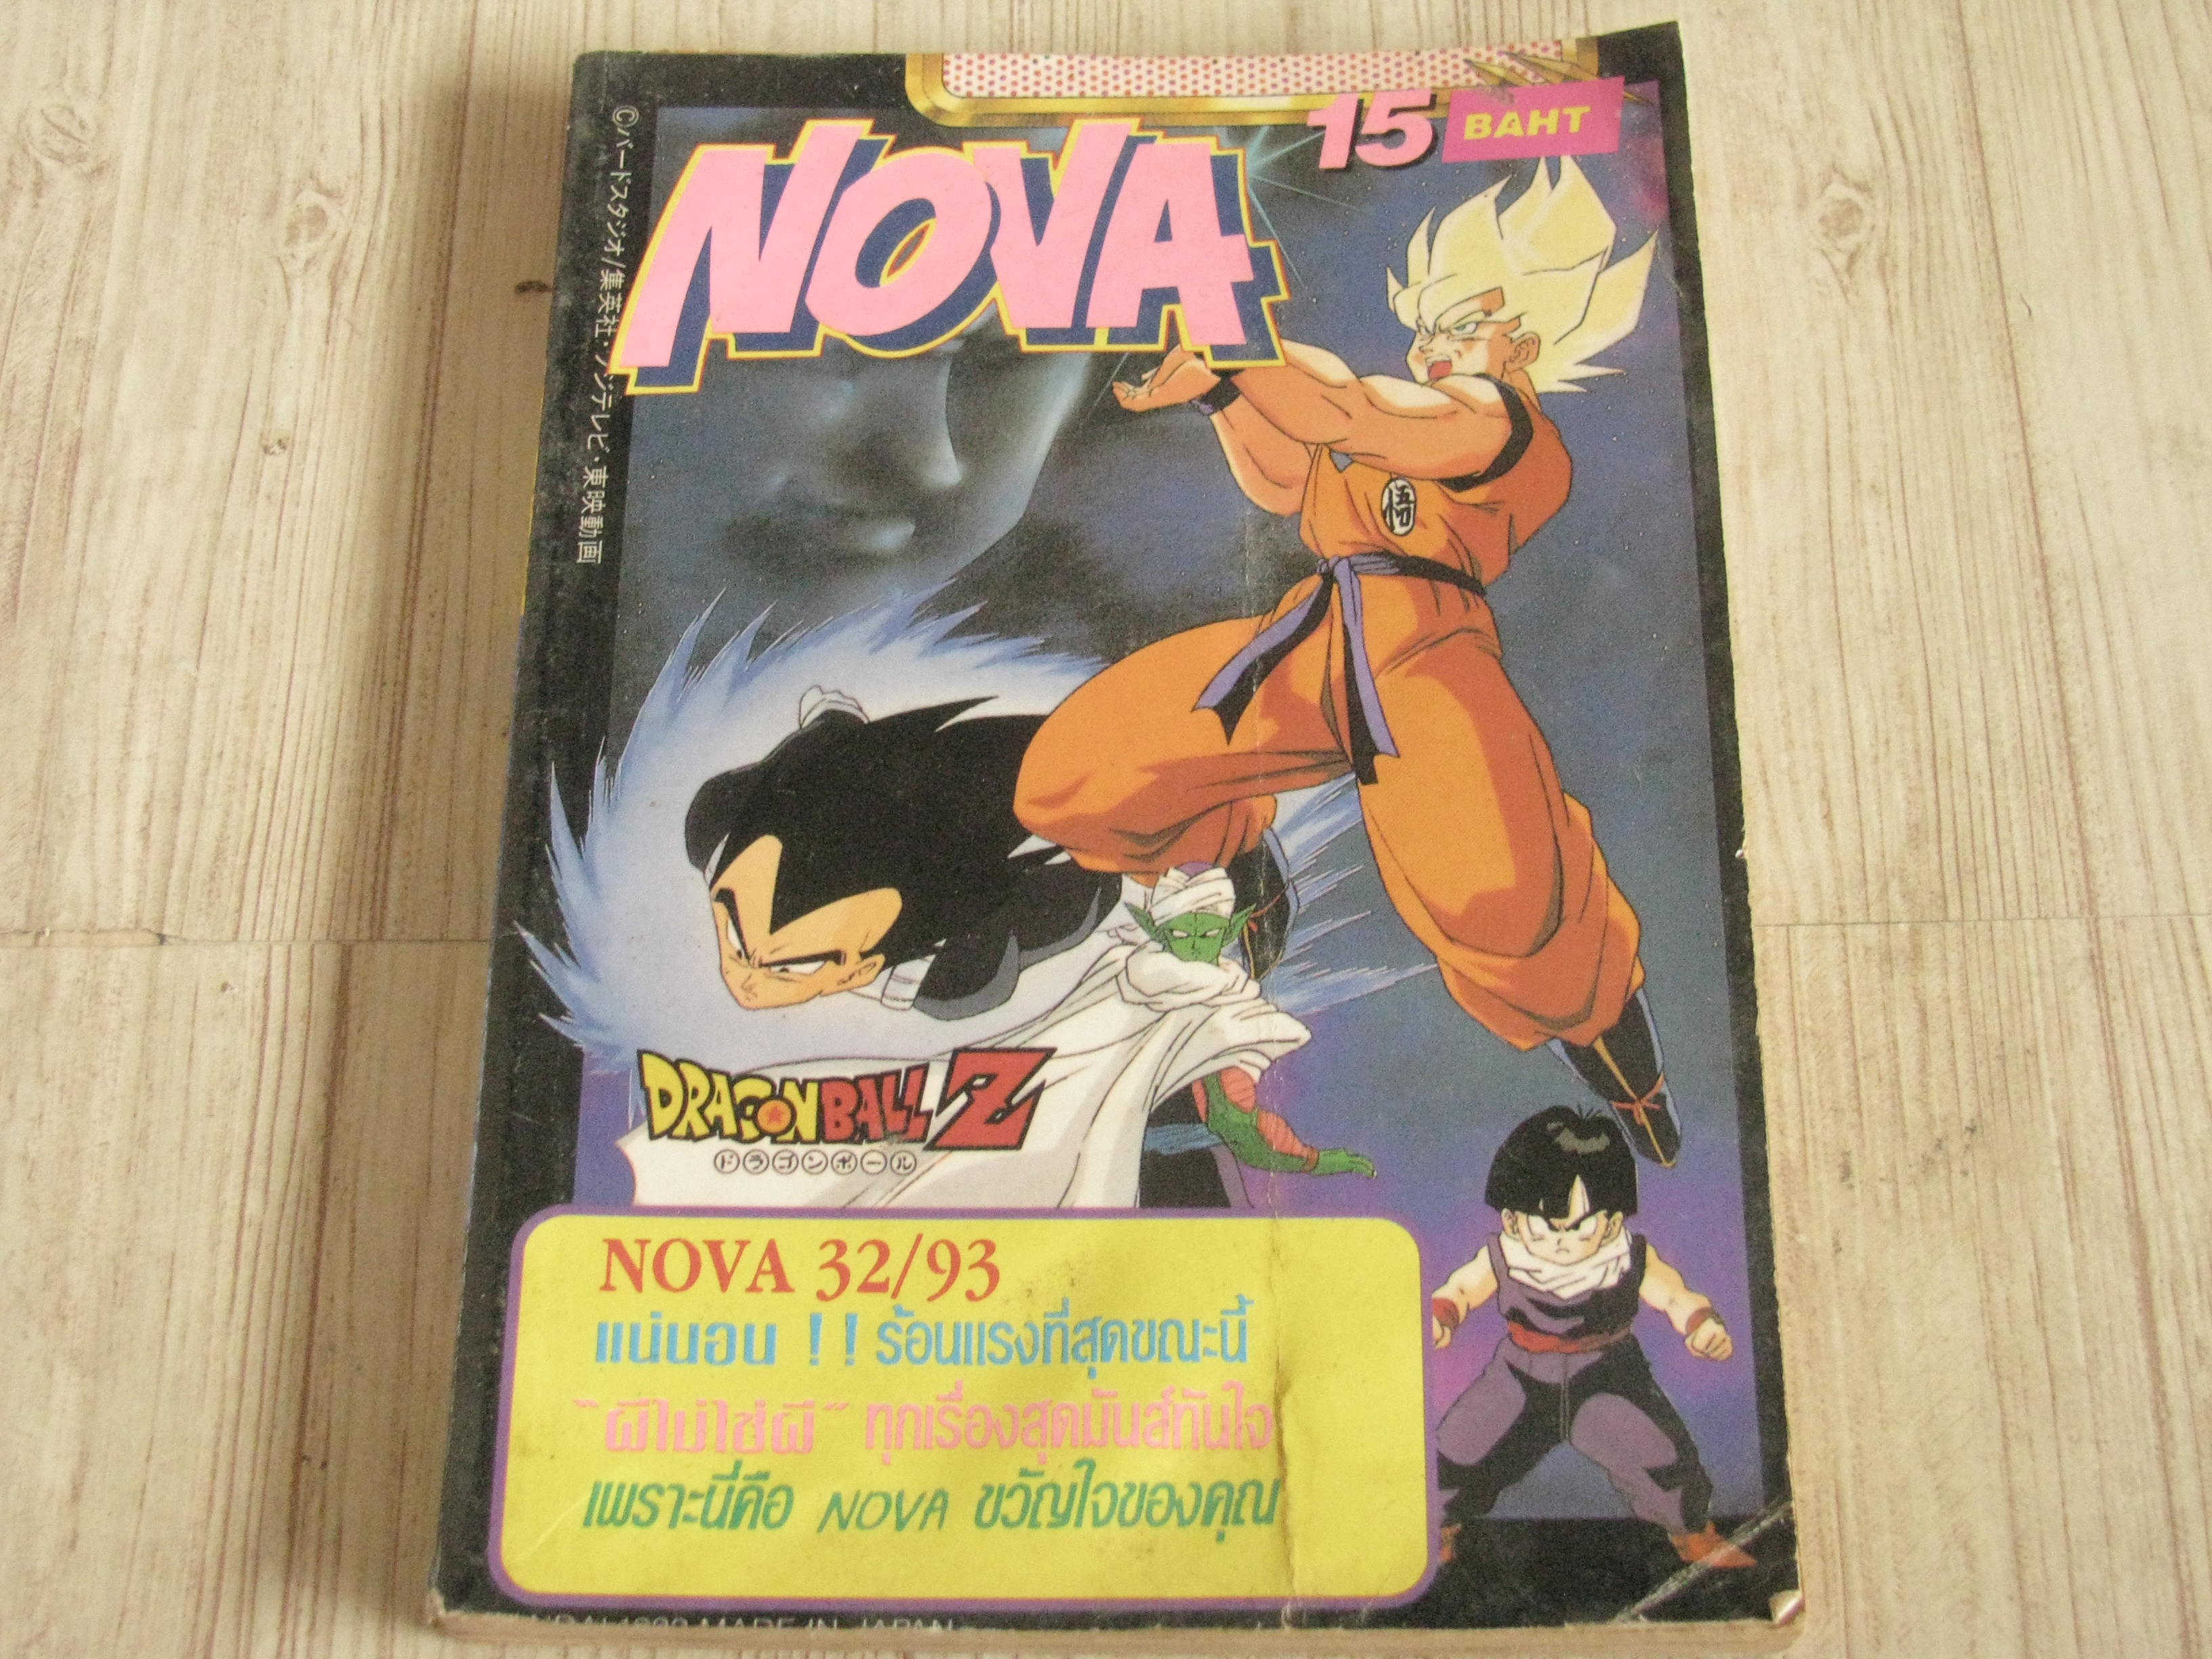 15 BAHT
NOVA
©バードスタジオ/集英社・フジテレビ・東映動画
悟
DRAGONBALL Z
ドラゴンボール
NOVA 32/93
แน่นอน !! ร้อนแรงที่สุดขณะนี้
"ผีไม่ใช่ผี" ทุกเรื่องสุดมันส์ทันใจ
เพราะนี่คือ NOVA ขวัญใจของคุณ
MADE IN JAPAN